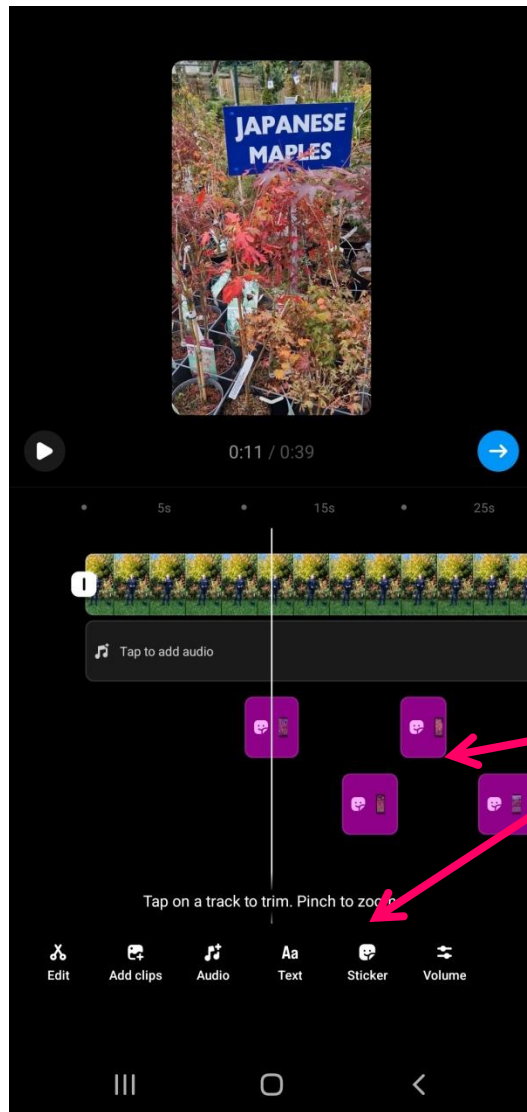 JAPANESE
MAPLES
0:11 / 0:39
5s 15s 25s
Tap to add audio
Tap on a track to trim. Pinch to zoom
Edit Add clips Audio Aa Text Sticker Volume